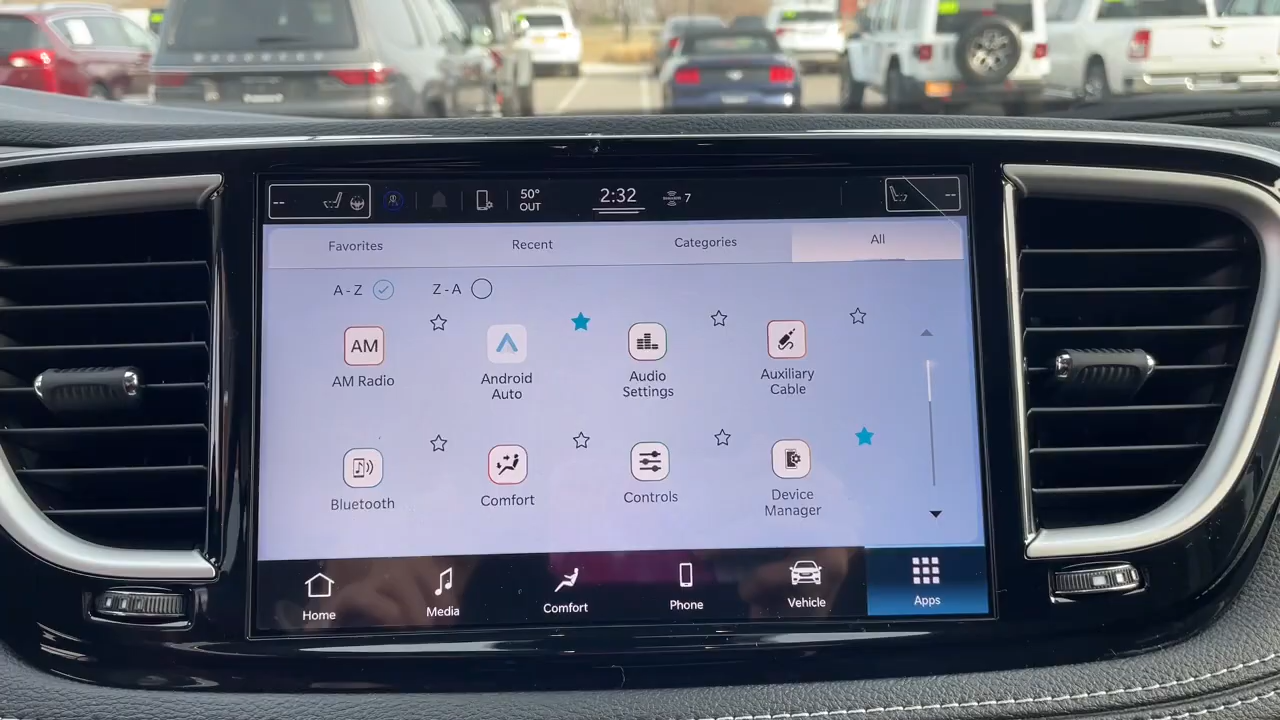 --
50°
OUT
2:32
7
--
Favorites
Recent
Categories
All
A - Z
Z - A
AM
AM Radio
Android
Auto
Audio
Settings
Auxiliary
Cable
Bluetooth
Comfort
Controls
Device
Manager
Home
Media
Comfort
Phone
Vehicle
Apps